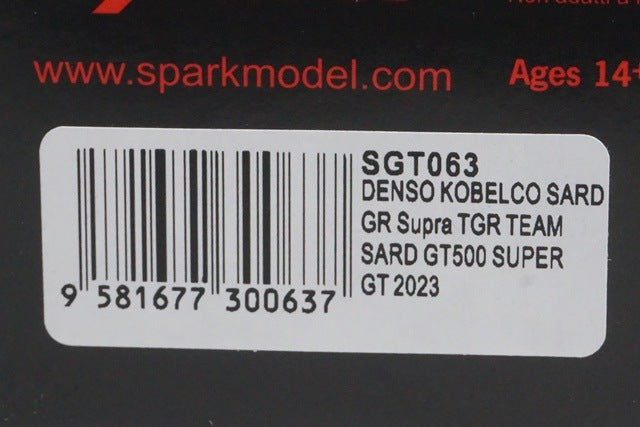 www.sparkmodel.com
Ages 14+
SGT063
DENSO KOBELCO SARD
GR Supra TGR TEAM
SARD GT500 SUPER
GT 2023
9 581677 300637